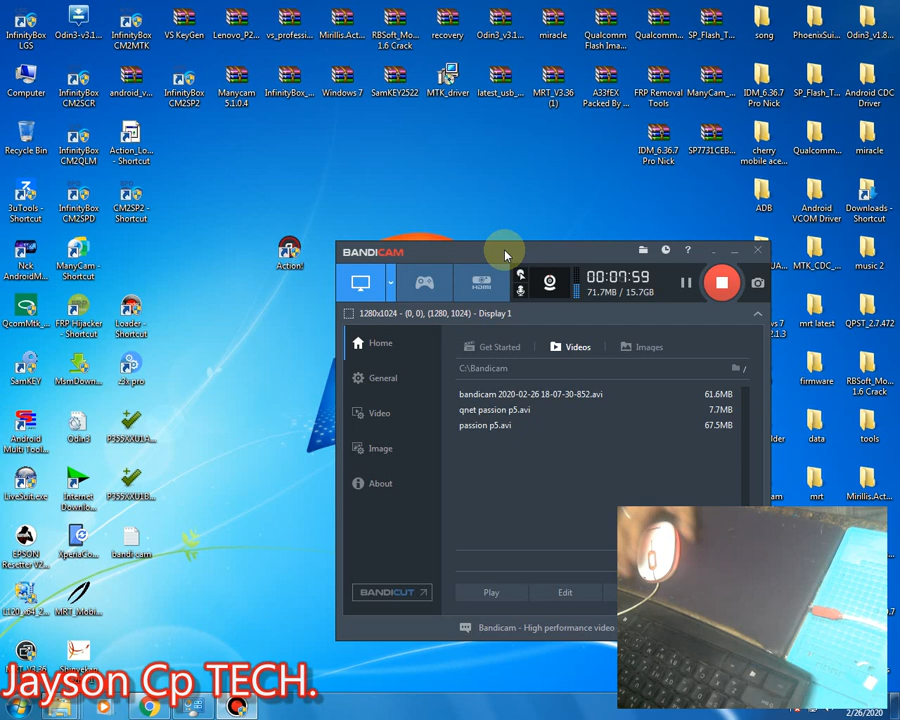 InfinityBox
LGS
Odin3-v3.1...
InfinityBox
CM2MTK
VS KeyGen
Lenovo_P2...
vs_professi...
Mirillis.Act...
RBSoft_Mo...
1.6 Crack
recovery
Odin3_v3.1...
miracle
Qualcomm
Flash Ima...
Qualcomm...
SP_Flash_T...
song
PhoenixSui...
Odin3_v1.8...
Computer
InfinityBox
CM2SCR
android_v...
InfinityBox
CM2SP2
Manycam
5.1.0.4
InfinityBox_...
Windows 7
SamKEY2522
MTK_driver
latest_usb_...
MRT_V3.36
(1)
A33fEX
Packed By ...
FRP Removal
Tools
ManyCam_...
IDM_6.36.7
Pro Nick
SP_Flash_T...
Android CDC
Driver
Recycle Bin
InfinityBox
CM2QLM
Action_Lo...
- Shortcut
IDM_6.36.7
Pro Nick
SP7731CEB...
cherry
mobile ace...
Qualcomm...
miracle
3uTools -
Shortcut
InfinityBox
CM2SPD
CM2SP2 -
Shortcut
ADB
Android
VCOM Driver
Downloads -
Shortcut
Nck
AndroidM...
ManyCam -
Shortcut
Action!
MTK_CDC_...
music 2
QcomMtk_...
FRP Hijacker
- Shortcut
Loader -
Shortcut
mrt latest
QPST_2.7.472
SamKEY
MsmDown...
z3x pro
firmware
RBSoft_Mo...
1.6 Crack
Android
Multi Tool...
Odin3
P355XXU1A...
data
tools
LiveSuit.exe
Internet
Downlo...
P355XXU1B...
mrt
Mirillis.Act...
EPSON
Resetter V2...
XperiaCo...
bandi cam
MRT_Mobi...
BANDICAM
?
HDMI
00:07:59
71.7MB / 15.7GB
1280x1024 - (0, 0), (1280, 1024) - Display 1
Home
General
Video
Image
About
Get Started
Videos
Images
C:\Bandicam
bandicam 2020-02-26 18-07-30-852.avi 61.6MB
qnet passion p5.avi 7.7MB
passion p5.avi 67.5MB
BANDICUT
Play
Edit
Bandicam - High performance video
Jayson Cp TECH.
2/26/2020